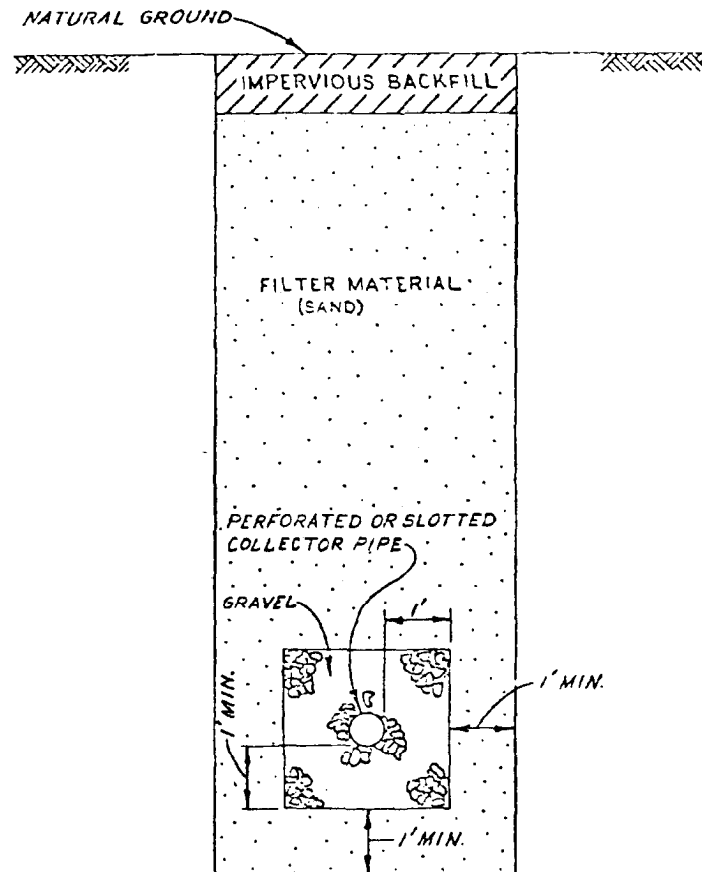 NATURAL GROUND
IMPERVIOUS BACKFILL
FILTER MATERIAL
(SAND)
PERFORATED OR SLOTTED
COLLECTOR PIPE
GRAVEL
1'
1' MIN.
1' MIN.
1' MIN.